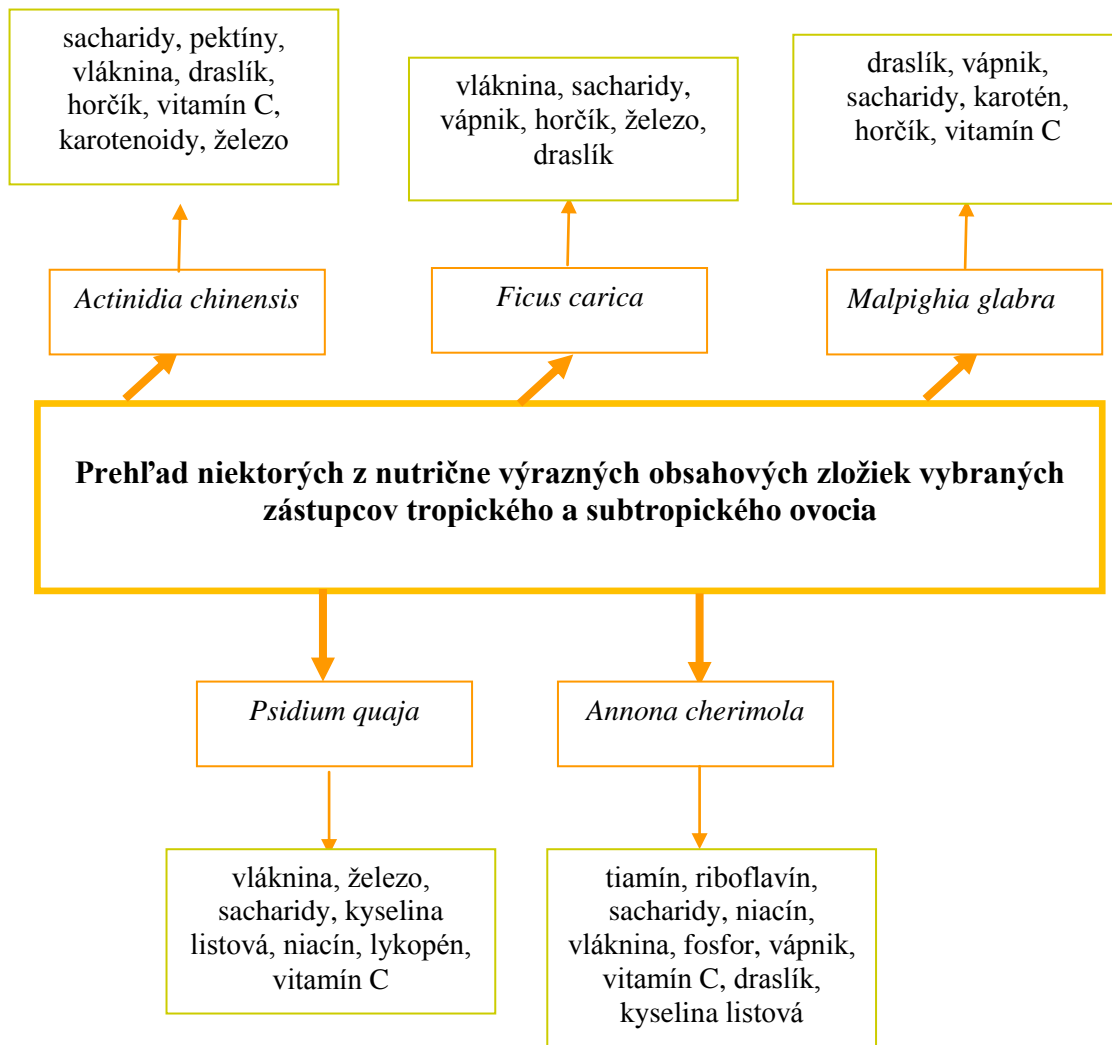 sacharidy, pektíny,
vláknina, draslík,
horčík, vitamín C,
karotenoidy, železo
vláknina, sacharidy,
vápnik, horčík, železo,
draslík
draslík, vápnik,
sacharidy, karotén,
horčík, vitamín C
Actinidia chinensis
Ficus carica
Malpighia glabra
Prehľad niektorých z nutrične výrazných obsahových zložiek vybraných
zástupcov tropického a subtropického ovocia
Psidium quaja
Annona cherimola
vláknina, železo,
sacharidy, kyselina
listová, niacín, lykopén,
vitamín C
tiamín, riboflavín,
sacharidy, niacín,
vláknina, fosfor, vápnik,
vitamín C, draslík,
kyselina listová